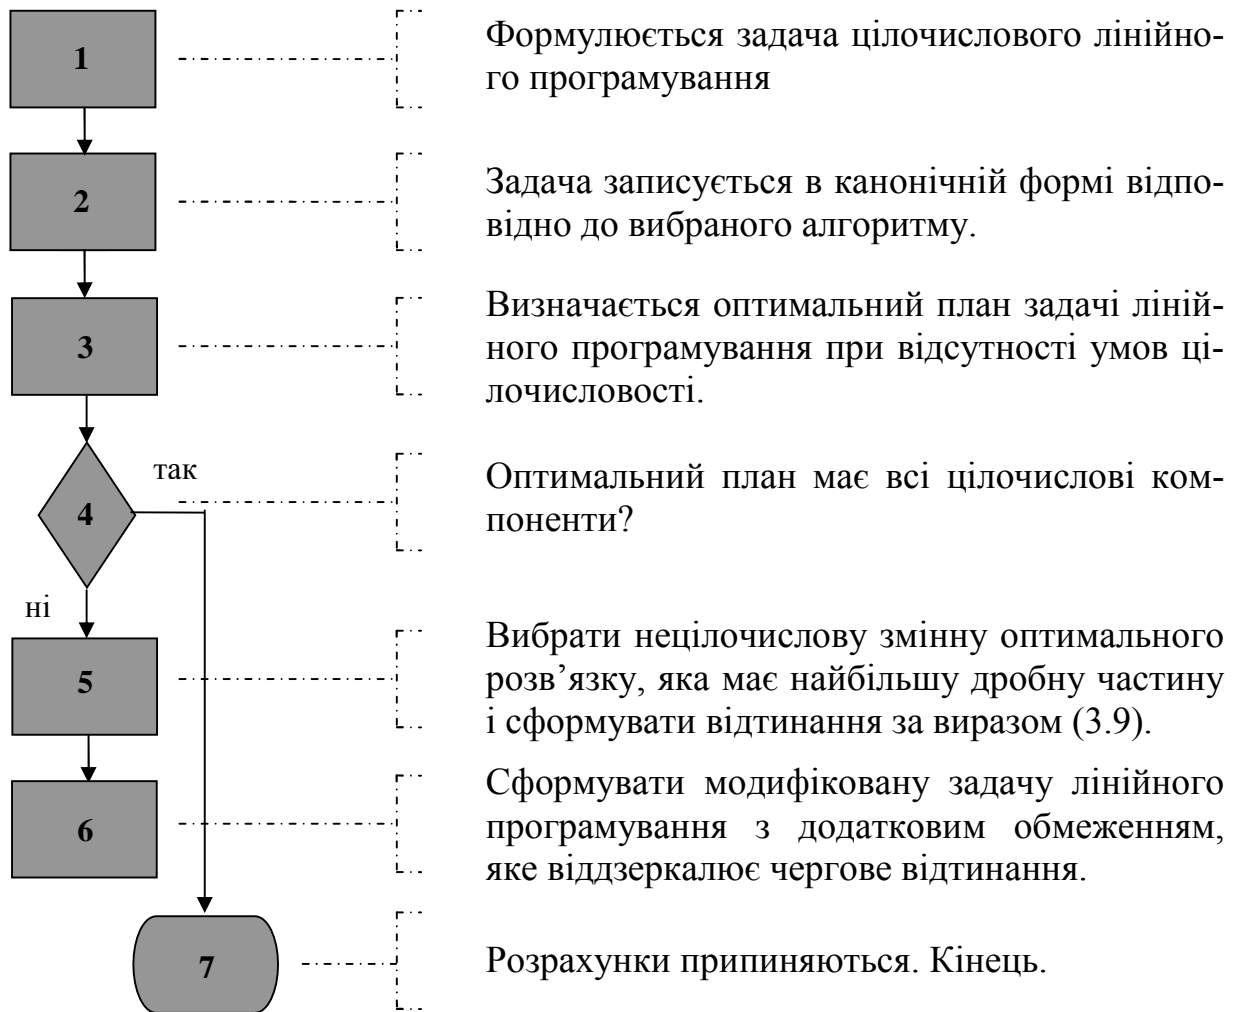 1
Формулюється задача цілочислового лінійно-
го програмування
2
Задача записується в канонічній формі відпо-
відно до вибраного алгоритму.
3
Визначається оптимальний план задачі ліній-
ного програмування при відсутності умов ці-
лочисловості.
так
4
Оптимальний план має всі цілочислові ком-
поненти?
ні
5
Вибрати нецілочислову змінну оптимального
розв’язку, яка має найбільшу дробну частину
і сформувати відтинання за виразом (3.9).
6
Сформувати модифіковану задачу лінійного
програмування з додатковим обмеженням,
яке віддзеркалює чергове відтинання.
7
Розрахунки припиняються. Кінець.